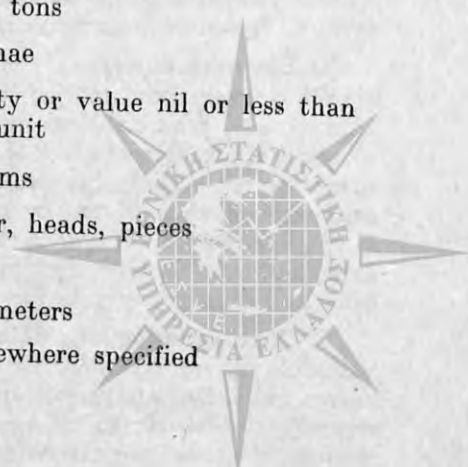 tons
nae
ty or value nil or less than
unit
ms
r, heads, pieces
meters
ewhere specified
ΕΘΝΙΚΗ ΣΤΑΤΙΣΤΙΚΗ
ΥΠΗΡΕΣΙΑ ΕΛΛΑΔΟΣ